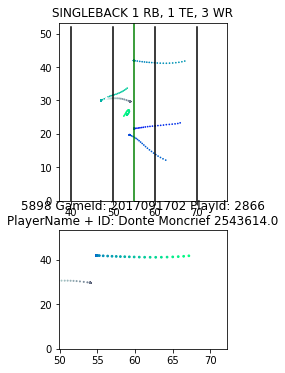 SINGLEBACK 1 RB, 1 TE, 3 WR
50
40
30
20
10
0
40 50 60 70
5898 GameId: 2017091702 PlayId: 2866
PlayerName + ID: Donte Moncrief 2543614.0
40
20
0
50 55 60 65 70